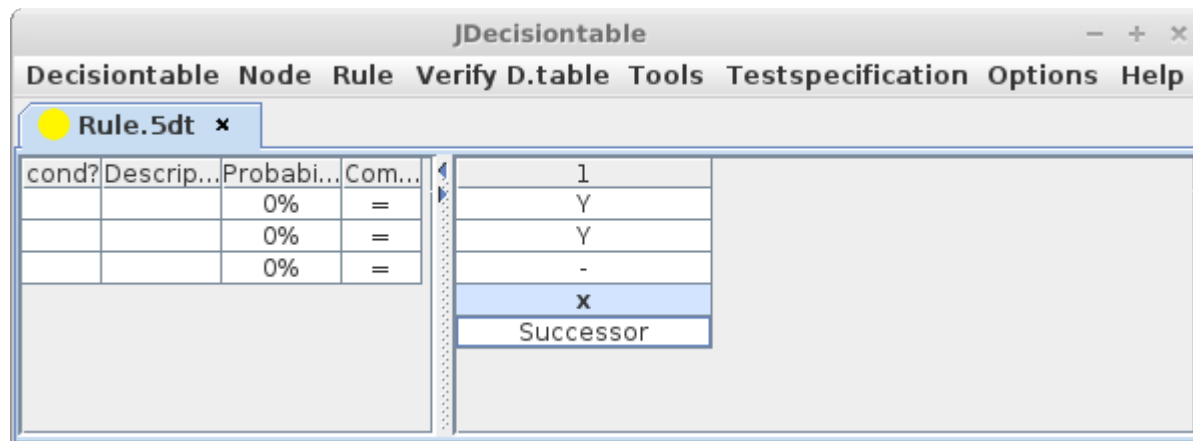 JDecisiontable
Decisiontable Node Rule Verify D.table Tools Testspecification Options Help
Rule.5dt
cond? Descrip... Probabi... Com... 1
0% = Y
0% = Y
0% = -
x
Successor